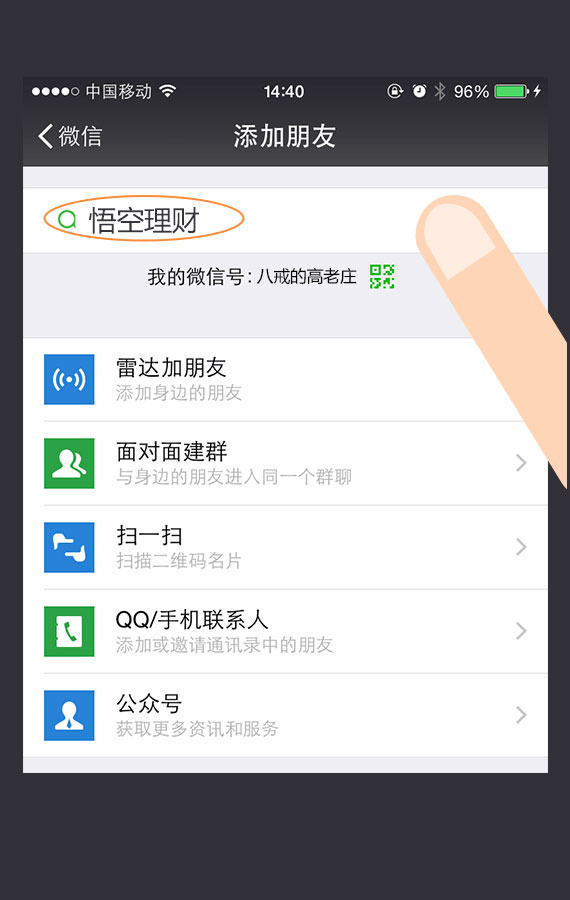 中国移动 14:40 96%
微信 添加朋友
悟空理财
我的微信号:八戒的高老庄
雷达加朋友
添加身边的朋友
面对面建群
与身边的朋友进入同一个群聊
扫一扫
扫描二维码名片
QQ/手机联系人
添加或邀请通讯录中的朋友
公众号
获取更多资讯和服务